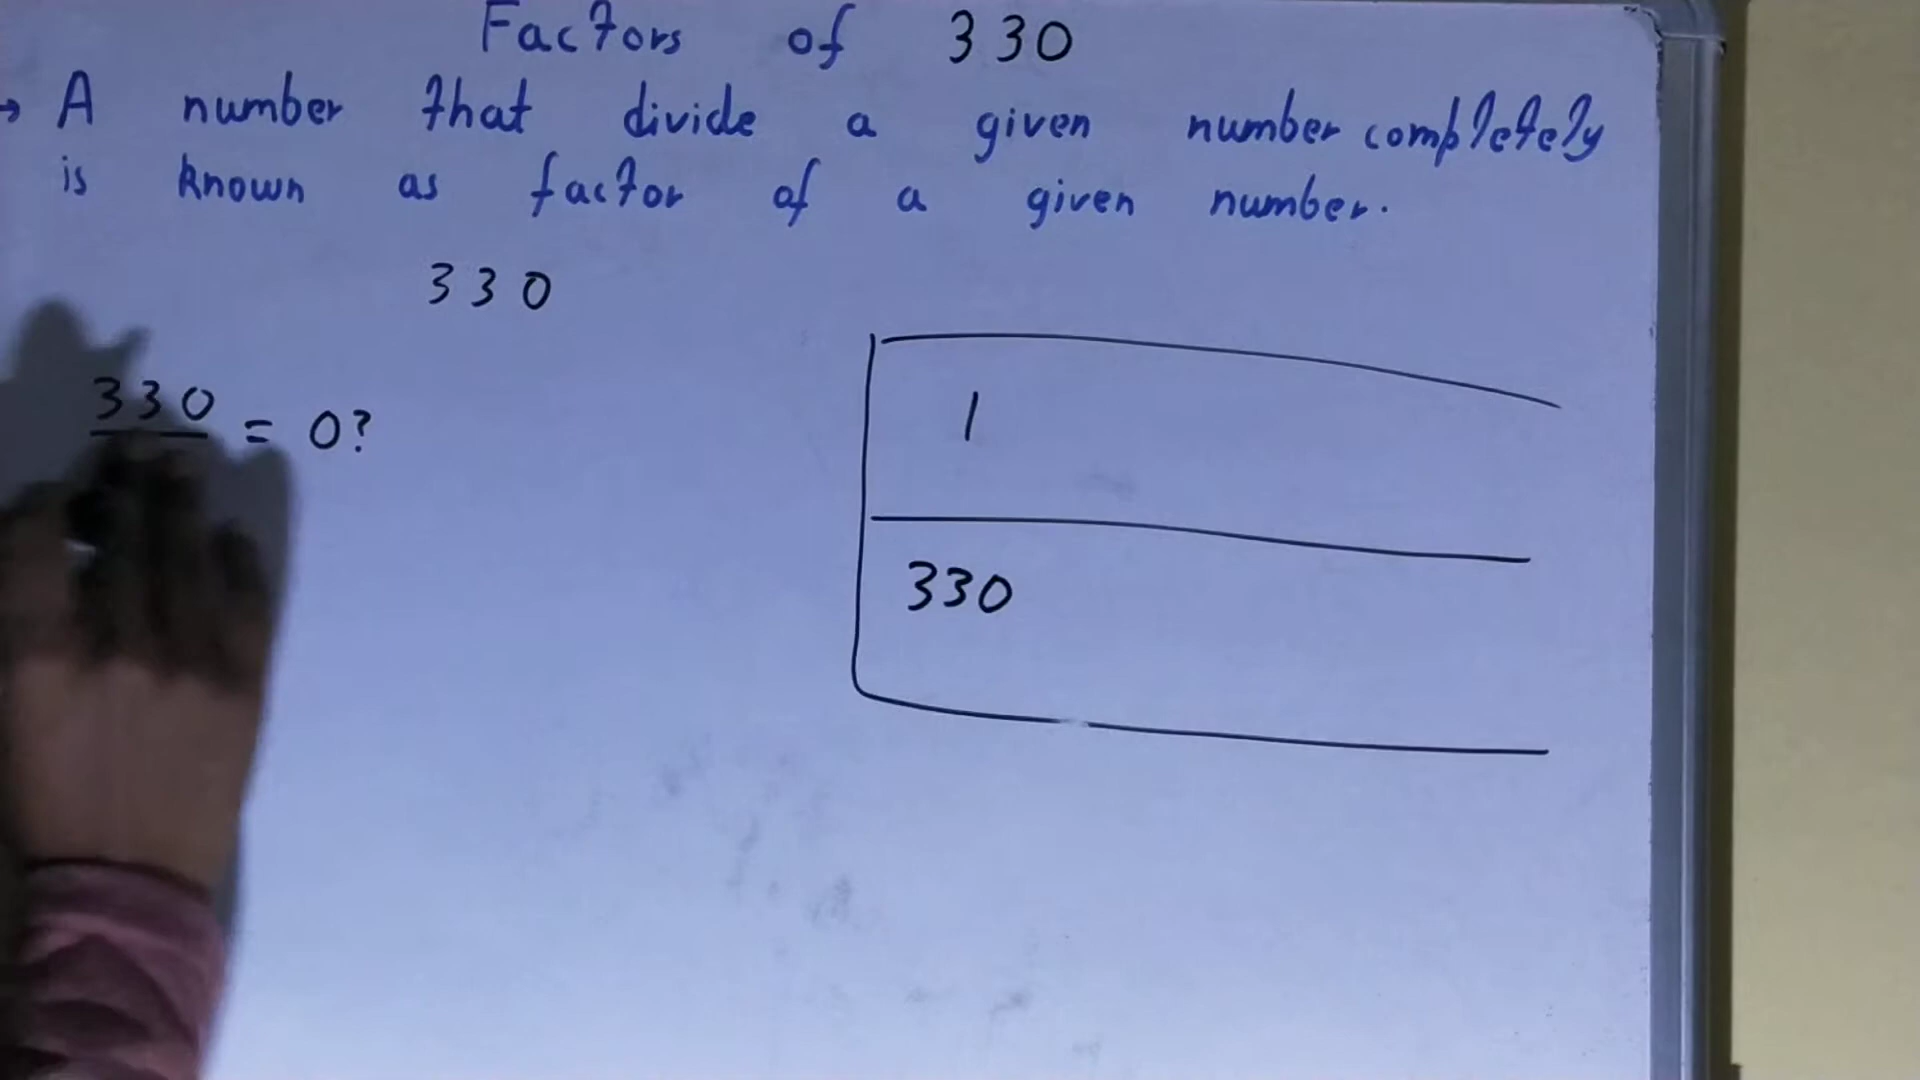 Factors of 330
→ A number that divide a given number completely
is known as factor of a given number.
330
330 = 0?
1
330